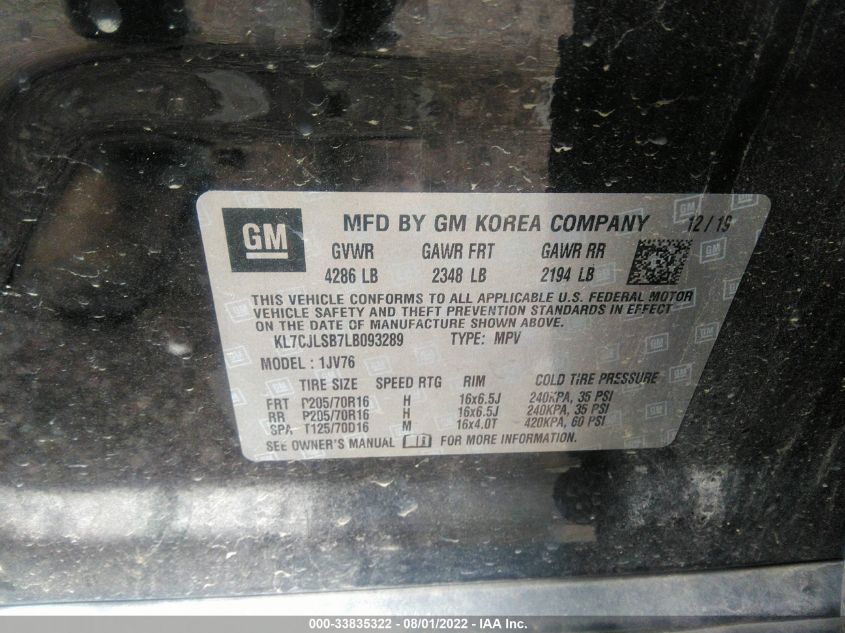 GM MFD BY GM KOREA COMPANY 12 / 19
GVWR GAWR FRT GAWR RR
4286 LB 2348 LB 2194 LB
THIS VEHICLE CONFORMS TO ALL APPLICABLE U.S. FEDERAL MOTOR
VEHICLE SAFETY AND THEFT PREVENTION STANDARDS IN EFFECT
ON THE DATE OF MANUFACTURE SHOWN ABOVE.
KL7CJLSB7LB093289 TYPE: MPV
MODEL : 1JV76
TIRE SIZE SPEED RTG RIM COLD TIRE PRESSURE
FRT P205/70R16 H 16x6.5J 240KPA, 35 PSI
RR P205/70R16 H 16x6.5J 240KPA, 35 PSI
SPA T125/70D16 M 16x4.0T 420KPA, 60 PSI
SEE OWNER'S MANUAL FOR MORE INFORMATION.
000-33835322 - 08/01/2022 - © IAA Inc.